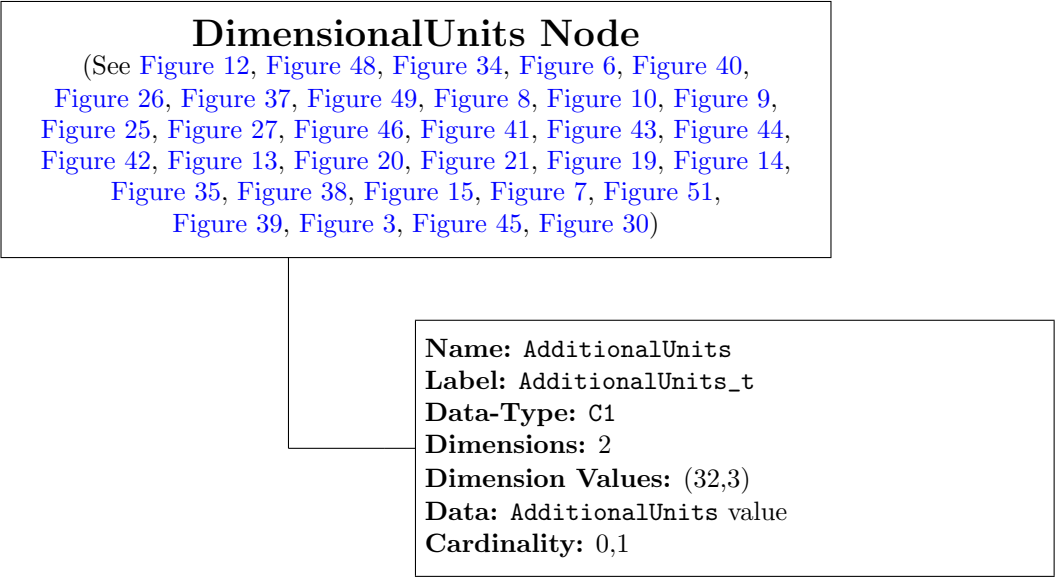 DimensionalUnits Node
(See Figure 12, Figure 48, Figure 34, Figure 6, Figure 40,
Figure 26, Figure 37, Figure 49, Figure 8, Figure 10, Figure 9,
Figure 25, Figure 27, Figure 46, Figure 41, Figure 43, Figure 44,
Figure 42, Figure 13, Figure 20, Figure 21, Figure 19, Figure 14,
Figure 35, Figure 38, Figure 15, Figure 7, Figure 51,
Figure 39, Figure 3, Figure 45, Figure 30)
Name: AdditionalUnits
Label: AdditionalUnits_t
Data-Type: C1
Dimensions: 2
Dimension Values: (32,3)
Data: AdditionalUnits value
Cardinality: 0,1